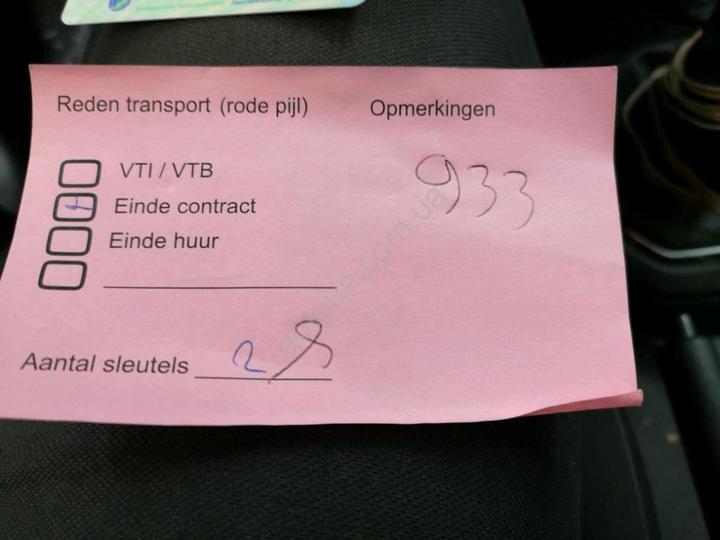 Reden transport (rode pijl)
Opmerkingen
VTI / VTB
933
Einde contract
Einde huur
Aantal sleutels 2 S